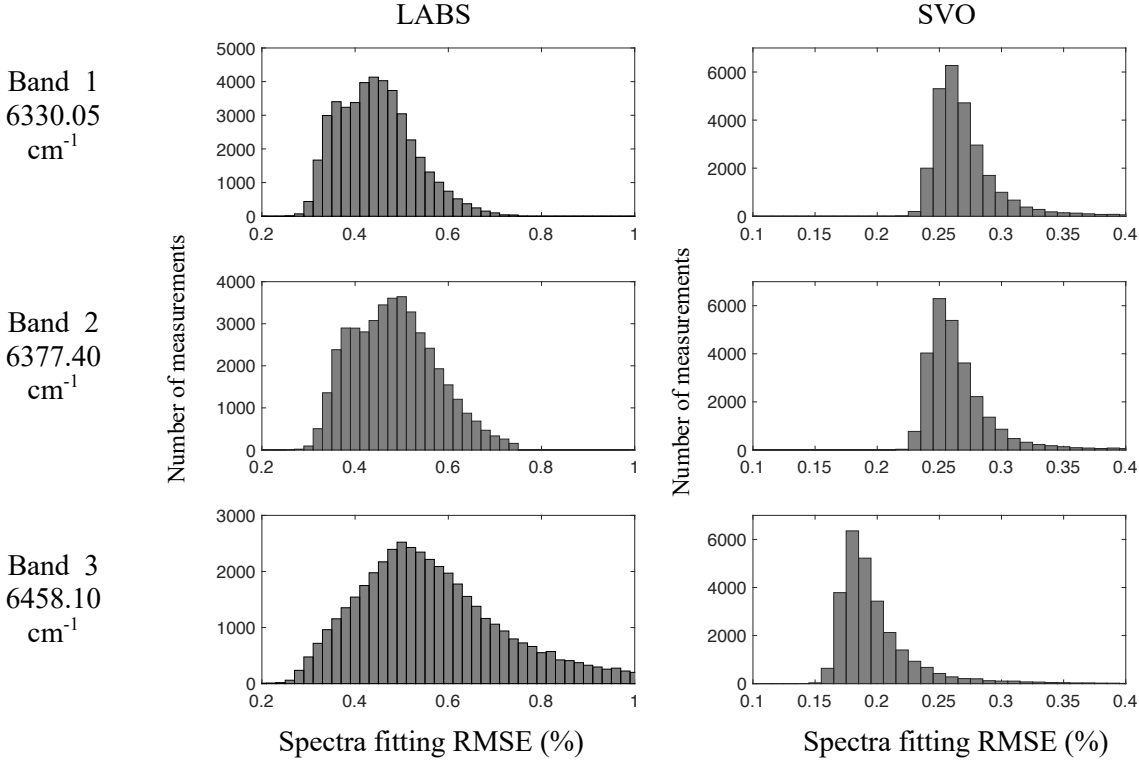 LABS
SVO
Band 1
6330.05
cm-1
5000
4000
3000
2000
1000
0
0.2 0.4 0.6 0.8 1
6000
4000
2000
0
0.1 0.15 0.2 0.25 0.3 0.35 0.4
Band 2
6377.40
cm-1
Number of measurements
4000
3000
2000
1000
0
0.2 0.4 0.6 0.8 1
Number of measurements
6000
4000
2000
0
0.1 0.15 0.2 0.25 0.3 0.35 0.4
Band 3
6458.10
cm-1
3000
2000
1000
0
0.2 0.4 0.6 0.8 1
6000
4000
2000
0
0.1 0.15 0.2 0.25 0.3 0.35 0.4
Spectra fitting RMSE (%)
Spectra fitting RMSE (%)